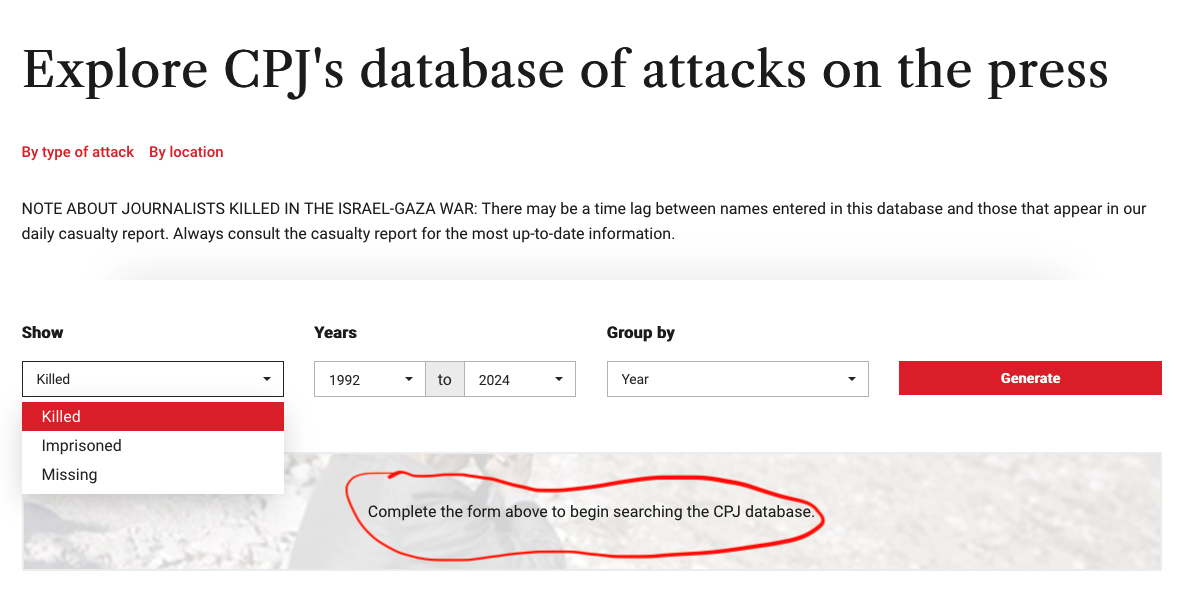 Explore CPJ's database of attacks on the press
By type of attack By location
NOTE ABOUT JOURNALISTS KILLED IN THE ISRAEL-GAZA WAR: There may be a time lag between names entered in this database and those that appear in our
daily casualty report. Always consult the casualty report for the most up-to-date information.
Show Years Group by
Killed 1992 to 2024 Year Generate
Killed
Imprisoned
Missing
Complete the form above to begin searching the CPJ database.